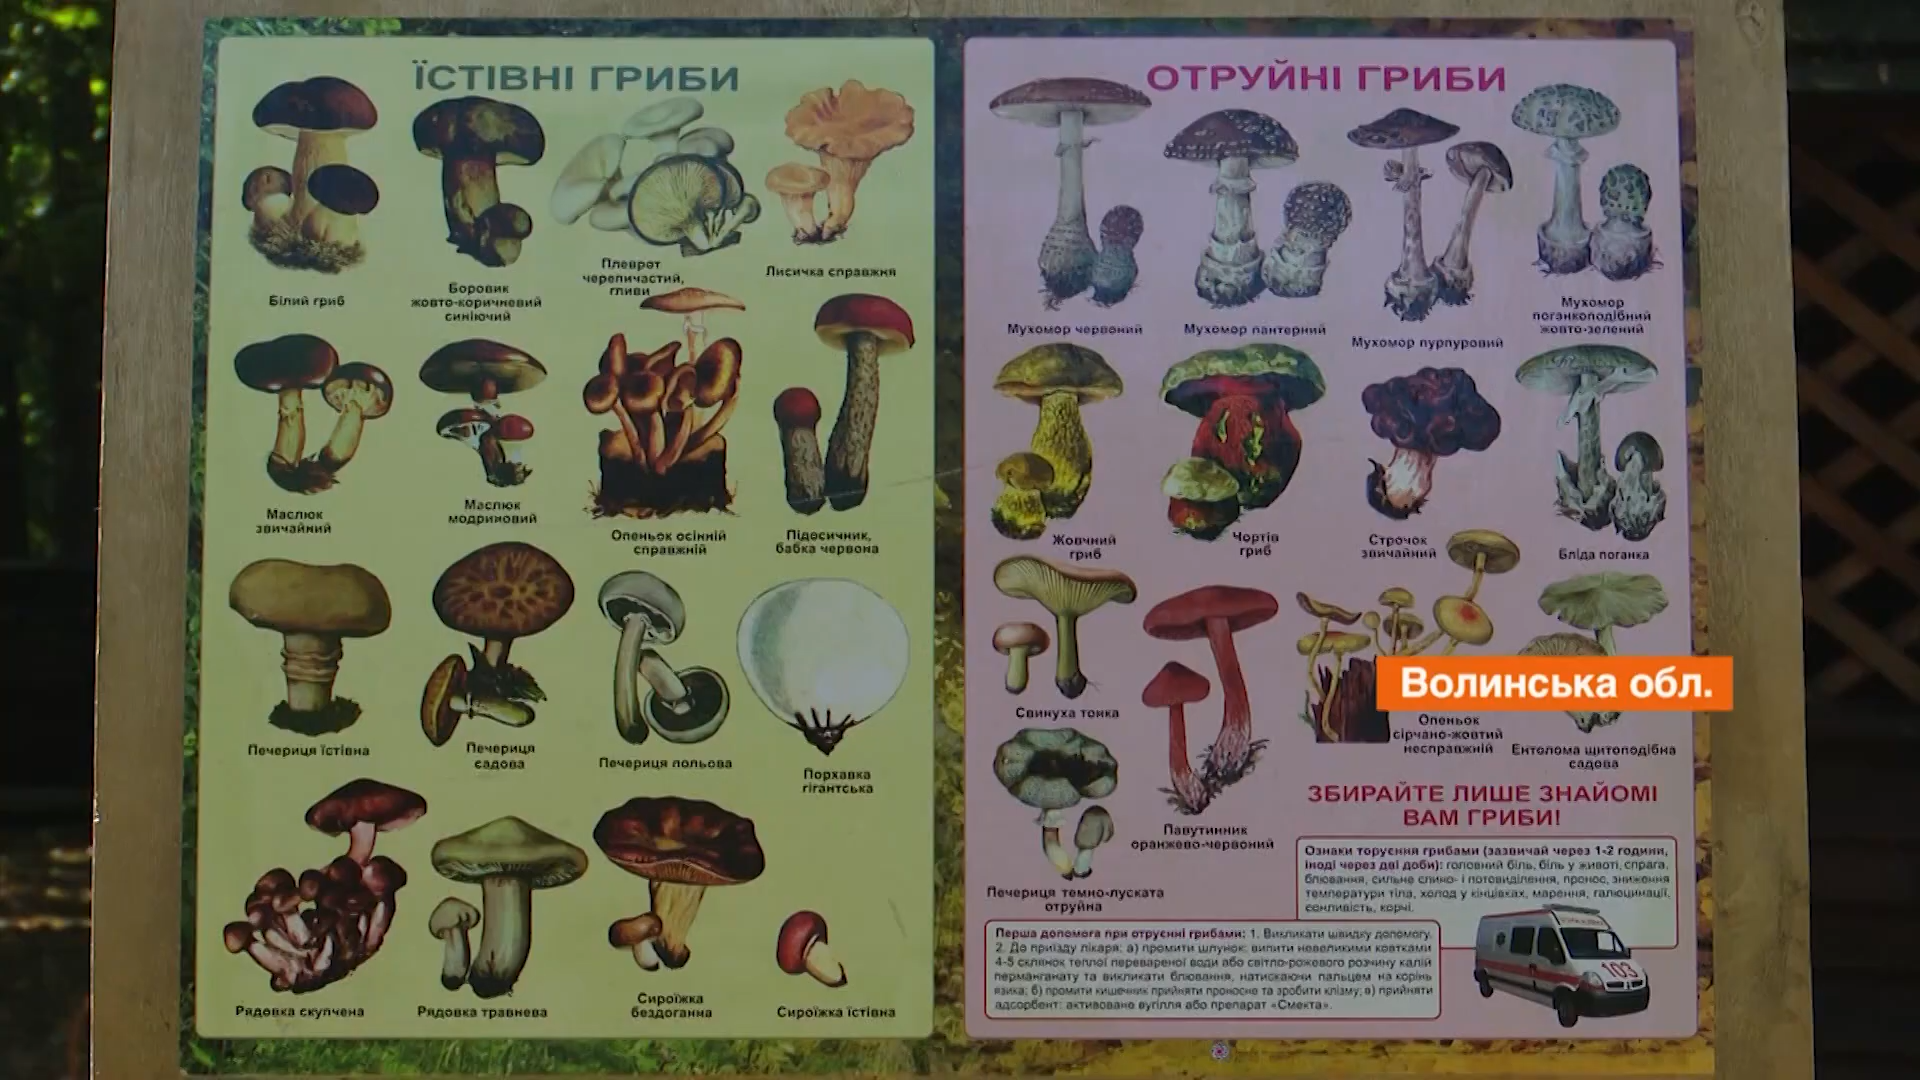 ЇСТІВНІ ГРИБИ
Білий гриб
Боровик
жовто-коричневий
синіючий
Плеврот
черепичастий,
гливи
Лисичка справжня
Маслюк
звичайний
Маслюк
модриновий
Опеньок осінній
справжній
Підосичник,
бабка червона
Печериця їстівна
Печериця
садова
Печериця польова
Порхавка
гігантська
Рядовка скупчена
Рядовка травнева
Сироїжка
бездоганна
Сироїжка їстівна
ОТРУЙНІ ГРИБИ
Мухомор червоний
Мухомор пантерний
Мухомор пурпуровий
Мухомор
поганкоподібний
жовто-зелений
Жовчний
гриб
Чортів
гриб
Строчок
звичайний
Бліда поганка
Свинуха тонка
Павутинник
оранжево-червоний
Волинська обл.
Опеньок
сірчано-жовтий
несправжній
Ентолома щитоподібна
садова
Печериця темно-луската
отруйна
ЗБИРАЙТЕ ЛИШЕ ЗНАЙОМІ
ВАМ ГРИБИ!
Ознаки торуєння грибами (зазвичай через 1-2 години,
іноді через дві доби): головний біль, біль у животі, спрага,
блювання, сильне слино- і потовиділення, пронос, зниження
температури тіла, холод у кінцівках, марення, галюцинації,
сонливість, корчі.
Перша допомога при отруєнні грибами: 1. Викликати швидку допомогу.
2. До приїзду лікаря: а) промити шлунок: випити невеликими ковтками
4-5 склянок теплої перевареної води або світло-рожевого розчину калій
перманганату та викликати блювання, натискаючи пальцем на корінь
язика; б) промити кишечник прийняти проносне та зробити клізму; в) прийняти
адсорбент: активоване вугілля або препарат «Смекта».
103